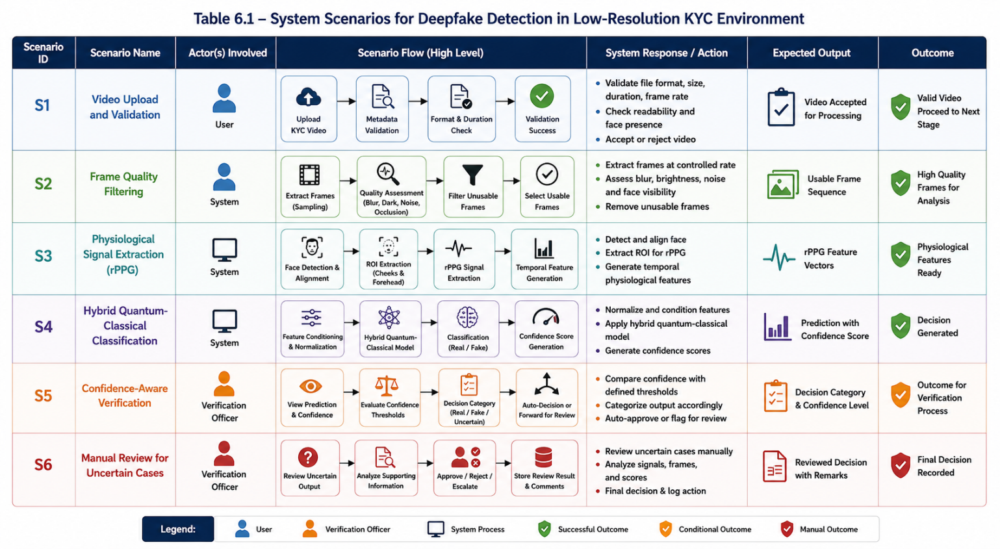 Table 6.1 – System Scenarios for Deepfake Detection in Low-Resolution KYC Environment
Scenario
ID
Scenario Name
Actor(s) Involved
Scenario Flow (High Level)
System Response / Action
Expected Output
Outcome
S1
Video Upload
and Validation
User
Upload
KYC Video
Metadata
Validation
Format & Duration
Check
Validation
Success
• Validate file format, size,
duration, frame rate
• Check readability and
face presence
• Accept or reject video
Video Accepted
for Processing
Valid Video
Proceed to Next
Stage
S2
Frame Quality
Filtering
System
Extract Frames
(Sampling)
Quality Assessment
(Blur, Dark, Noise,
Occlusion)
Filter Unusable
Frames
Select Usable
Frames
• Extract frames at controlled rate
• Assess blur, brightness, noise
and face visibility
• Remove unusable frames
Usable Frame
Sequence
High Quality
Frames for
Analysis
S3
Physiological
Signal Extraction
(rPPG)
System
Face Detection &
Alignment
ROI Extraction
(Cheeks &
Forehead)
rPPG Signal
Extraction
Temporal Feature
Generation
• Detect and align face
• Extract ROI for rPPG
• Generate temporal
physiological features
rPPG Feature
Vectors
Physiological
Features
Ready
S4
Hybrid Quantum-
Classical
Classification
System
Feature Conditioning
& Normalization
Hybrid Quantum-
Classical Model
Classification
(Real / Fake)
Confidence Score
Generation
• Normalize and condition features
• Apply hybrid quantum-classical
model
• Generate confidence scores
Prediction with
Confidence Score
Decision
Generated
S5
Confidence-Aware
Verification
Verification
Officer
View Prediction
& Confidence
Evaluate Confidence
Thresholds
Decision Category
(Real / Fake /
Uncertain)
Auto-Decision or
Forward for Review
• Compare confidence with
defined thresholds
• Categorize output accordingly
• Auto-approve or flag for review
Decision Category
& Confidence Level
Outcome for
Verification
Process
S6
Manual Review for
Uncertain Cases
Verification
Officer
Review Uncertain
Output
Analyze Supporting
Information
Approve / Reject /
Escalate
Store Review Result
& Comments
• Review uncertain cases manually
• Analyze signals, frames,
and scores
• Final decision & log action
Reviewed Decision
with Remarks
Final Decision
Recorded
Legend:
User
Verification Officer
System Process
Successful Outcome
Conditional Outcome
Manual Outcome